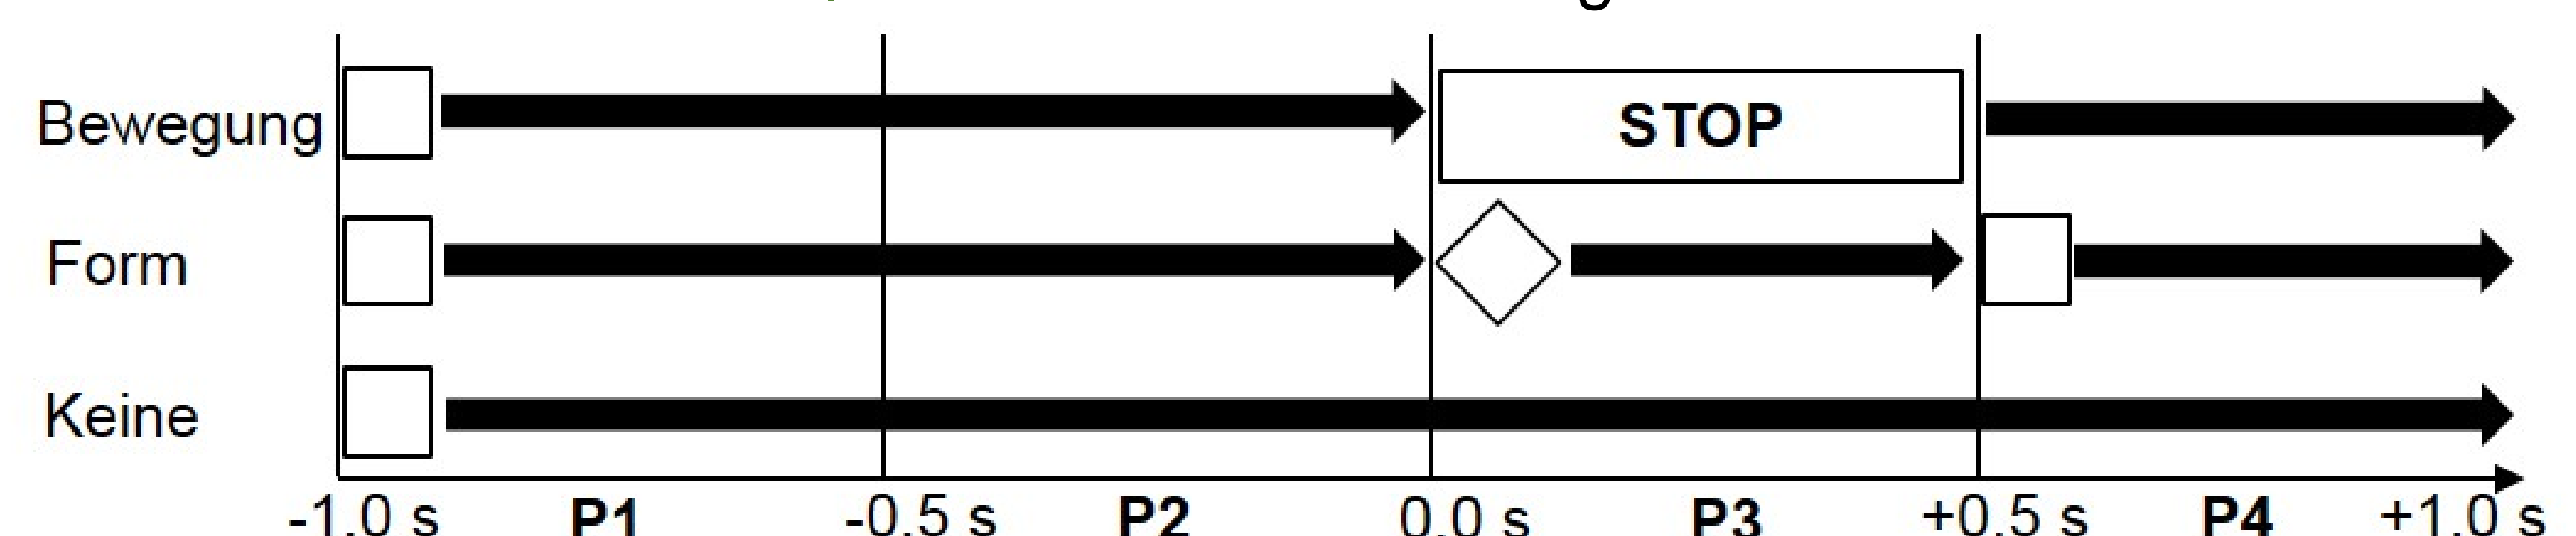 Bewegung
STOP
Form
Keine
-1.0 s P1 -0.5 s P2 0.0 s P3 +0.5 s P4 +1.0 s